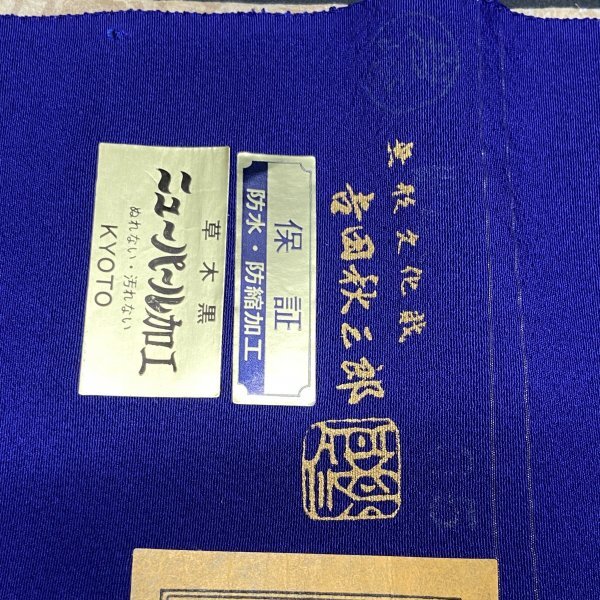 無形文化財
吉田秋三郎
保証
防水・防縮加工
草木黒
ニューパール加工
ぬれない・汚れない
KYOTO